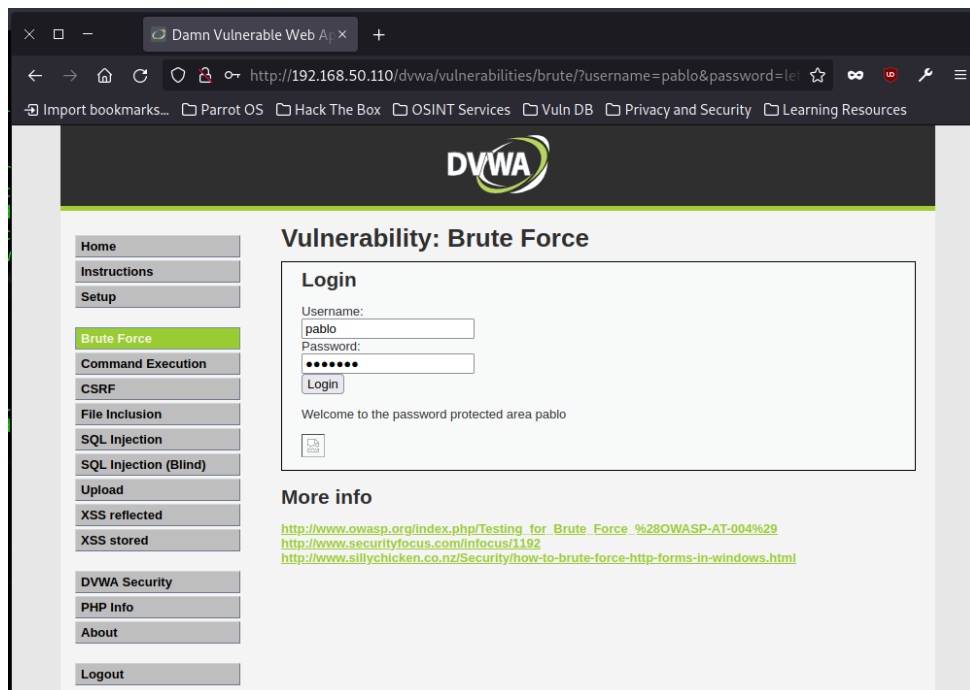 Damn Vulnerable Web Ap
http://192.168.50.110/dvwa/vulnerabilities/brute/?username=pablo&password=le
Import bookmarks... Parrot OS Hack The Box OSINT Services Vuln DB Privacy and Security Learning Resources
DVWA
Home
Instructions
Setup
Brute Force
Command Execution
CSRF
File Inclusion
SQL Injection
SQL Injection (Blind)
Upload
XSS reflected
XSS stored
DVWA Security
PHP Info
About
Logout
Vulnerability: Brute Force
Login
Username:
pablo
Password:
●●●●●●●
Login
Welcome to the password protected area pablo
More info
http://www.owasp.org/index.php/Testing_for_Brute_Force_%28OWASP-AT-004%29
http://www.securityfocus.com/infocus/1192
http://www.sillychicken.co.nz/Security/how-to-brute-force-http-forms-in-windows.html